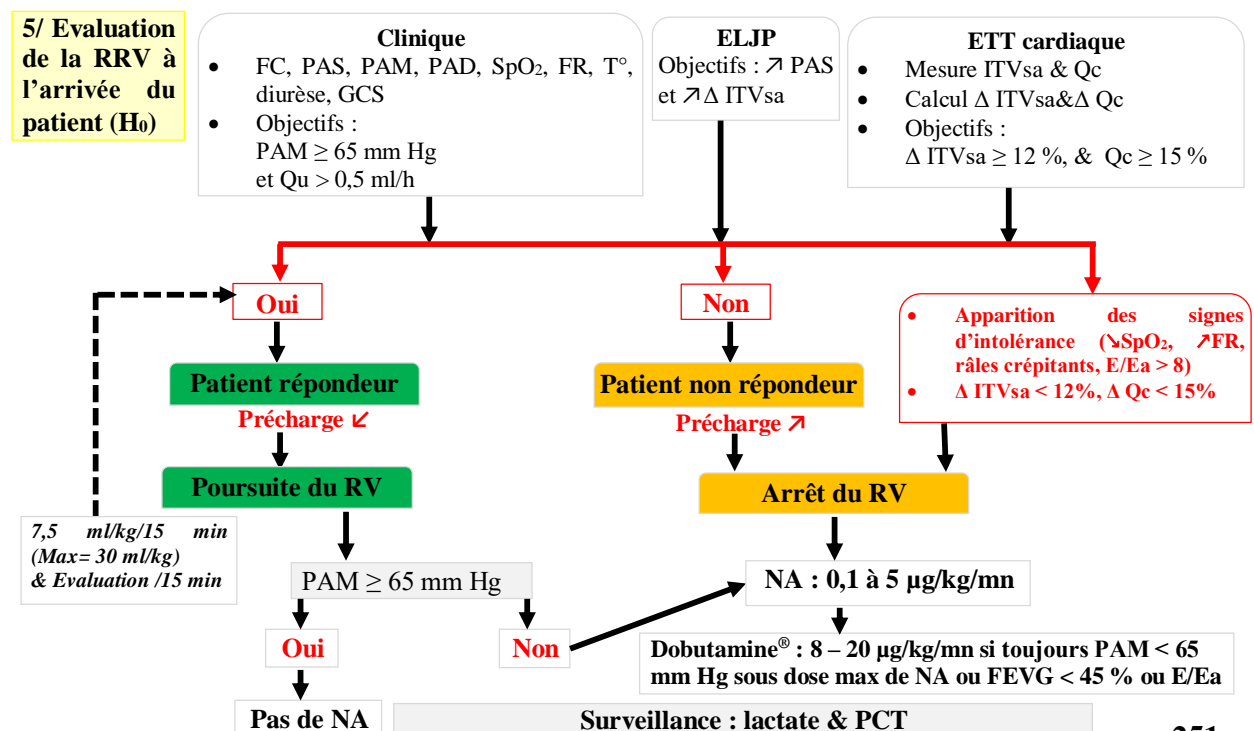 5/ Evaluation
de la RRV à
l’arrivée du
patient (H₀)
Clinique
• FC, PAS, PAM, PAD, SpO₂, FR, T°,
diurèse, GCS
• Objectifs :
PAM ≥ 65 mm Hg
et Qu > 0,5 ml/h
ELJP
Objectifs : ↗ PAS
et ↗Δ ITVsa
ETT cardiaque
• Mesure ITVsa & Qc
• Calcul Δ ITVsa&Δ Qc
• Objectifs :
Δ ITVsa ≥ 12 %, & Qc ≥ 15 %
Oui
Non
• Apparition des signes
d’intolérance (↘SpO₂, ↗FR,
râles crépitants, E/Ea > 8)
• Δ ITVsa < 12%, Δ Qc < 15%
Patient répondeur
Précharge ↙
Patient non répondeur
Précharge ↗
Poursuite du RV
Arrêt du RV
7,5 ml/kg/15 min
(Max= 30 ml/kg)
& Evaluation /15 min
PAM ≥ 65 mm Hg
NA : 0,1 à 5 µg/kg/mn
Oui
Non
Dobutamine® : 8 – 20 µg/kg/mn si toujours PAM < 65
mm Hg sous dose max de NA ou FEVG < 45 % ou E/Ea
Pas de NA
Surveillance : lactate & PCT